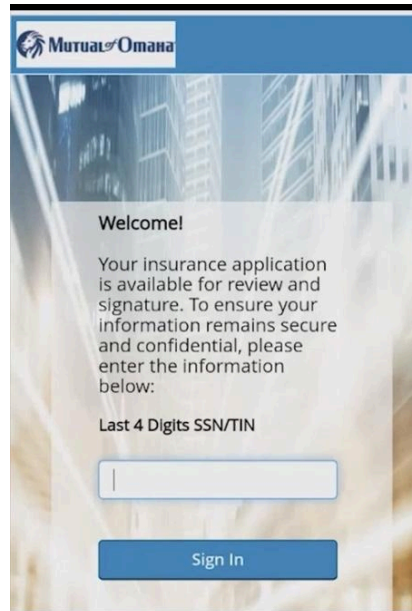 Mutual of Omaha
Welcome!
Your insurance application
is available for review and
signature. To ensure your
information remains secure
and confidential, please
enter the information
below:
Last 4 Digits SSN/TIN
Sign In